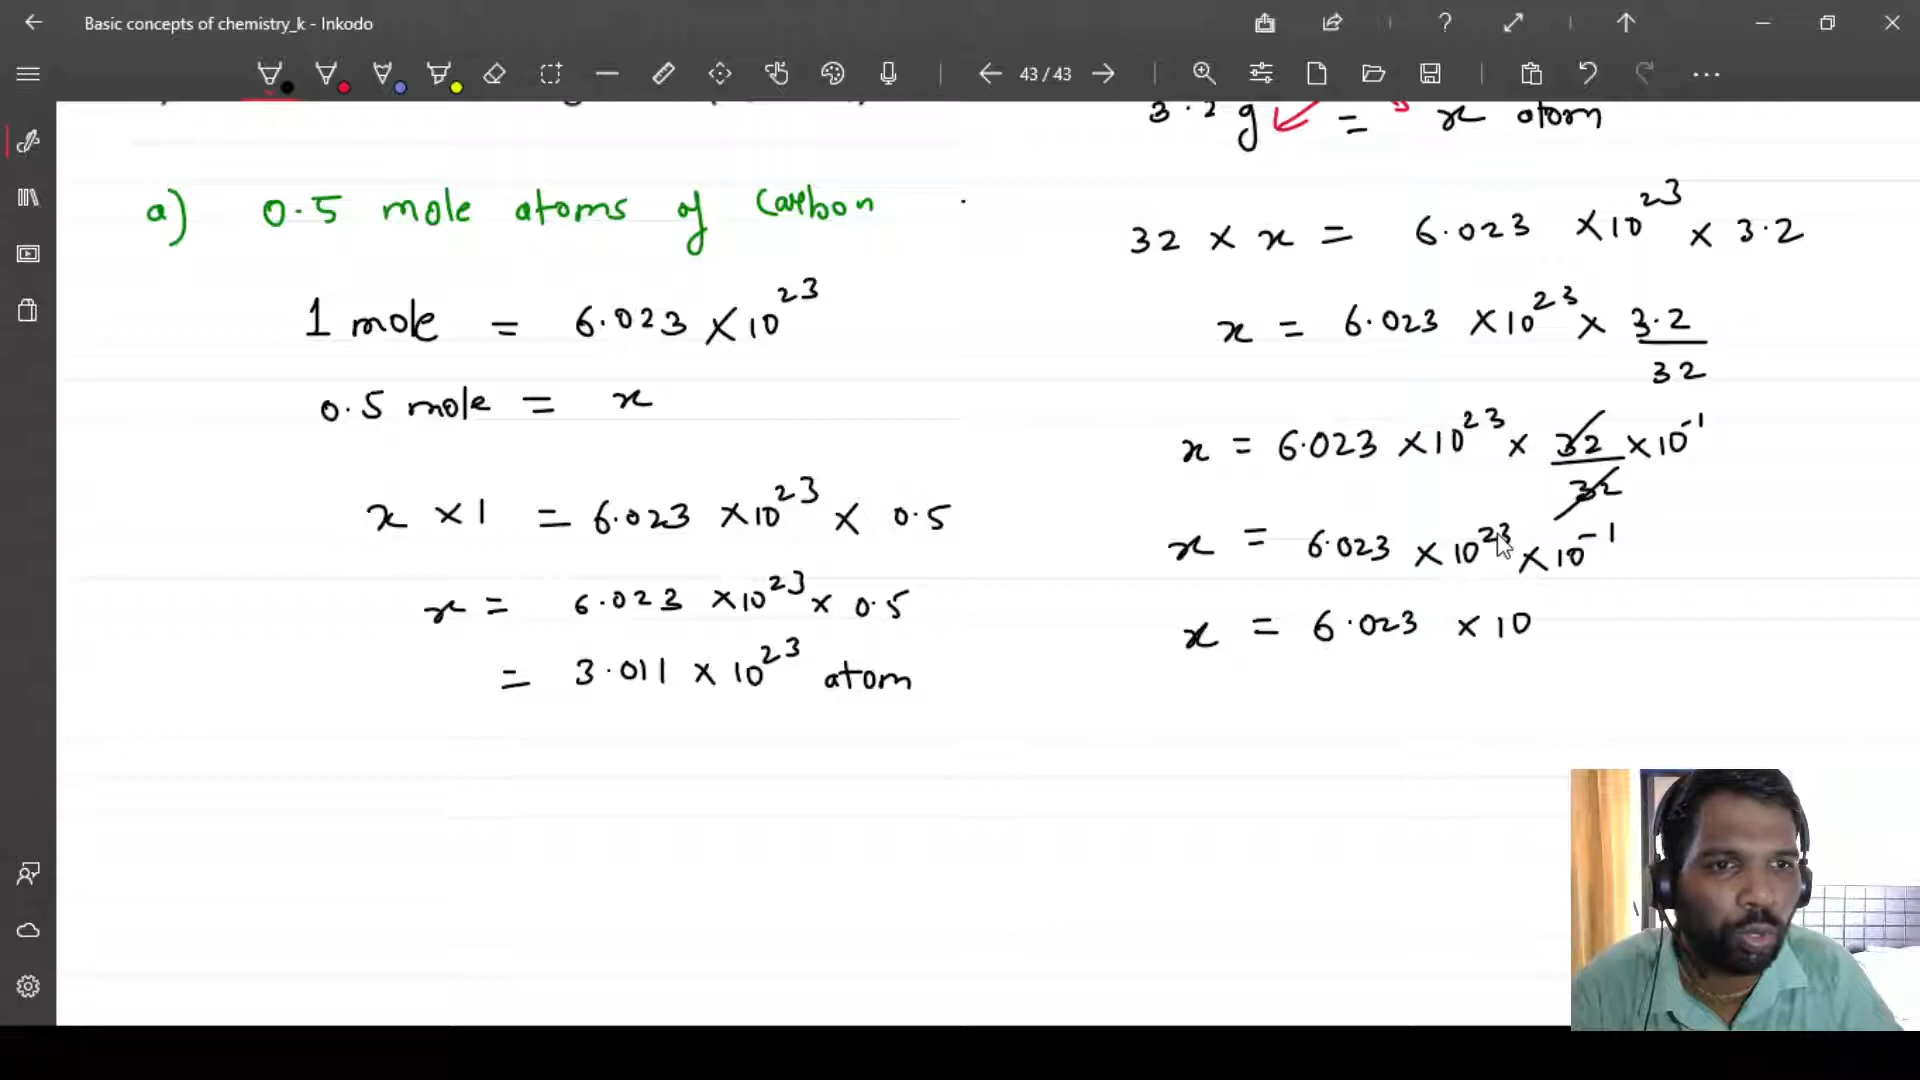 Basic concepts of chemistry_k - Inkodo
43 / 43
a) 0.5 mole atoms of Carbon
1 mole = 6.023 × 10²³
0.5 mole = x
x × 1 = 6.023 × 10²³ × 0.5
x = 6.023 × 10²³ × 0.5
= 3.011 × 10²³ atom
3.2 g = x atom
32 × x = 6.023 × 10²³ × 3.2
x = 6.023 × 10²³ × 3.2/32
x = 6.023 × 10²³ × 32/32 × 10⁻¹
x = 6.023 × 10²³ × 10⁻¹
x = 6.023 × 10